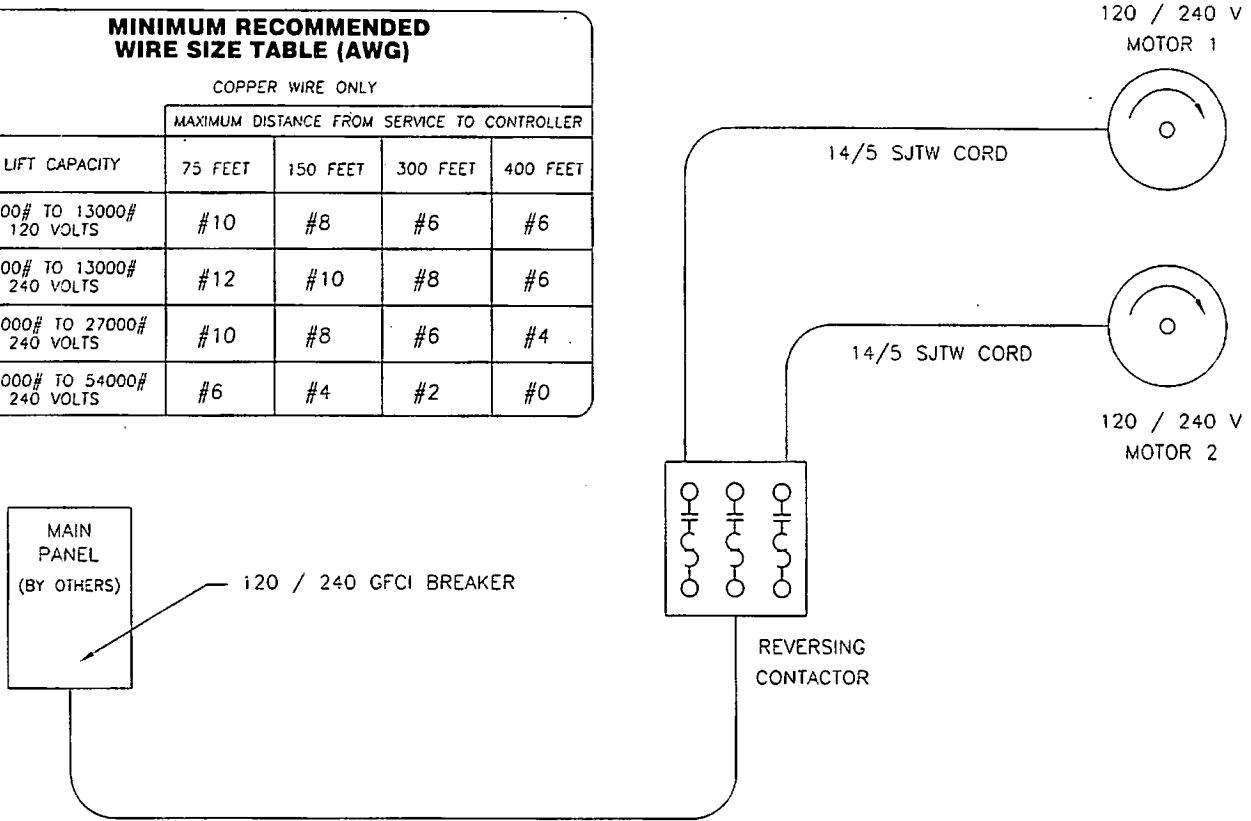 MINIMUM RECOMMENDED
WIRE SIZE TABLE (AWG)
COPPER WIRE ONLY
MAXIMUM DISTANCE FROM SERVICE TO CONTROLLER
LIFT CAPACITY 75 FEET 150 FEET 300 FEET 400 FEET
00# TO 13000#
120 VOLTS
#10 #8 #6 #6
00# TO 13000#
240 VOLTS
#12 #10 #8 #6
000# TO 27000#
240 VOLTS
#10 #8 #6 #4
000# TO 54000#
240 VOLTS
#6 #4 #2 #0
120 / 240 V
MOTOR 1
14/5 SJTW CORD
14/5 SJTW CORD
120 / 240 V
MOTOR 2
MAIN
PANEL
(BY OTHERS)
120 / 240 GFCI BREAKER
REVERSING
CONTACTOR